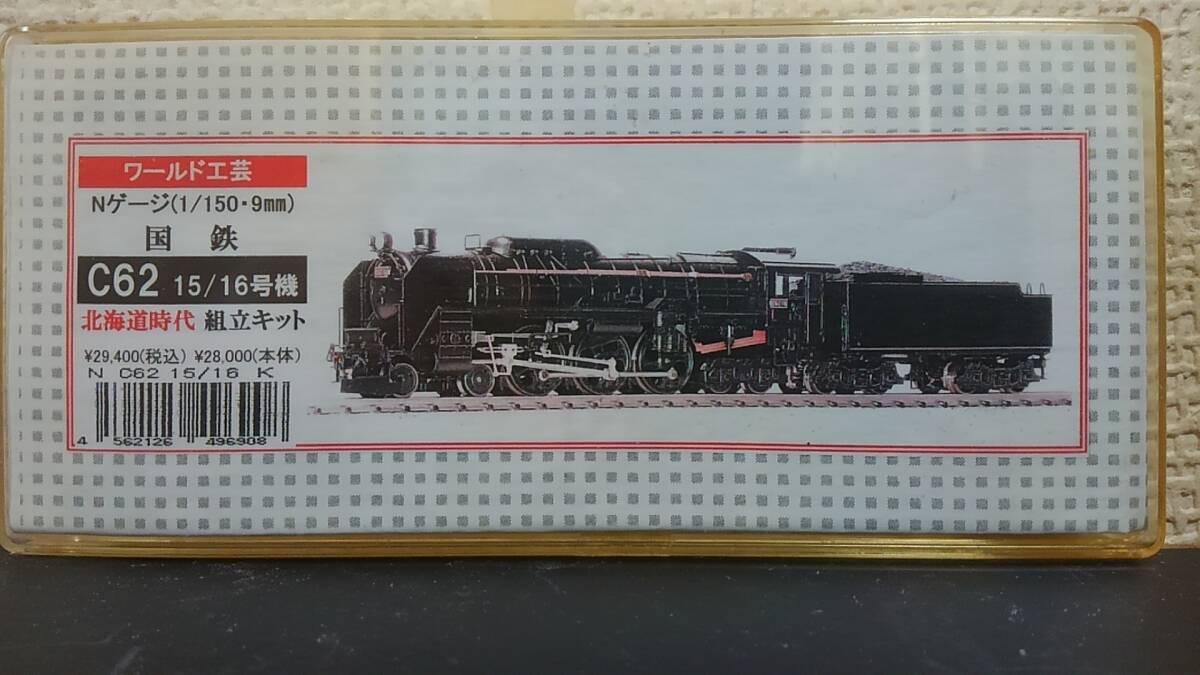 ワールド工芸
Nゲージ(1/150・9mm)
国 鉄
C62 15/16号機
北海道時代 組立キット
¥29,400(税込) ¥28,000(本体)
N C62 15/16 K
4 562126 496908